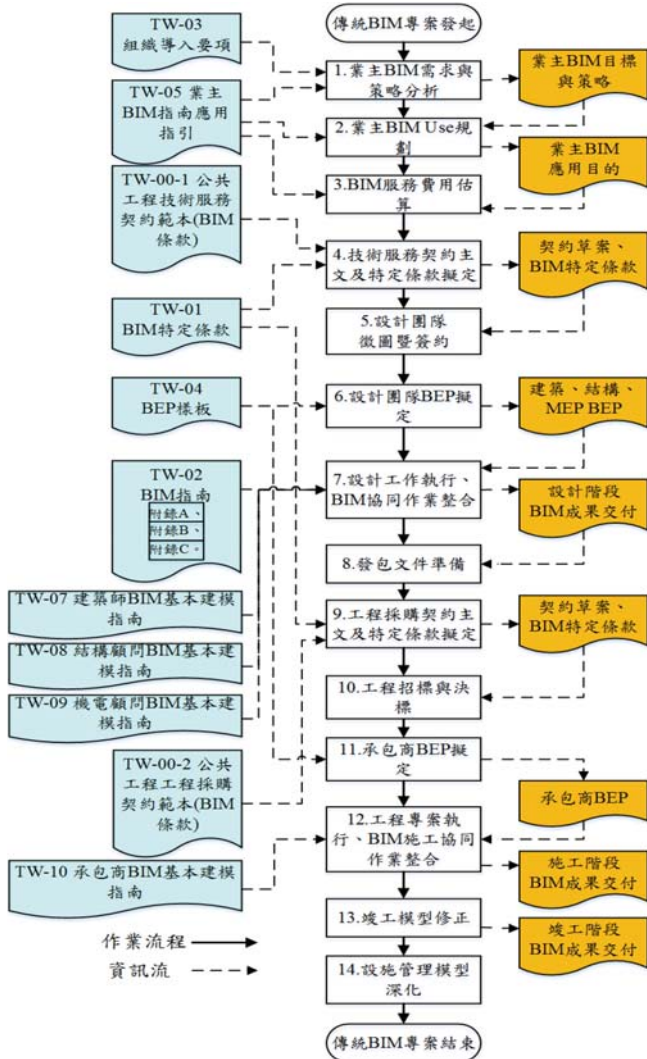 傳統BIM專案發起
TW-03
組織導入要項
TW-05 業主
BIM指南應用
指引
TW-00-1 公共
工程技術服務
契約範本(BIM
條款)
TW-01
BIM特定條款
TW-04
BEP樣板
TW-02
BIM指南
附錄A、
附錄B、
附錄C。
TW-07 建築師BIM基本建模
指南
TW-08 結構顧問BIM基本建
模指南
TW-09 機電顧問BIM基本建
模指南
TW-00-2 公共
工程工程採購
契約範本(BIM
條款)
TW-10 承包商BIM基本建模
指南
作業流程
資訊流
1.業主BIM需求與
策略分析
2.業主BIM Use規
劃
3.BIM服務費用估
算
4.技術服務契約主
文及特定條款擬定
5.設計團隊
徵圖暨簽約
6.設計團隊BEP擬
定
7.設計工作執行、
BIM協同作業整合
8.發包文件準備
9.工程採購契約主
文及特定條款擬定
10.工程招標與決
標
11.承包商BEP擬
定
12.工程專案執
行、BIM施工協同
作業整合
13.竣工模型修正
14.設施管理模型
深化
傳統BIM專案結束
業主BIM目標
與策略
業主BIM
應用目的
契約草案、
BIM特定條款
建築、結構、
MEP BEP
設計階段
BIM成果交付
契約草案、
BIM特定條款
承包商BEP
施工階段
BIM成果交付
竣工階段
BIM成果交付